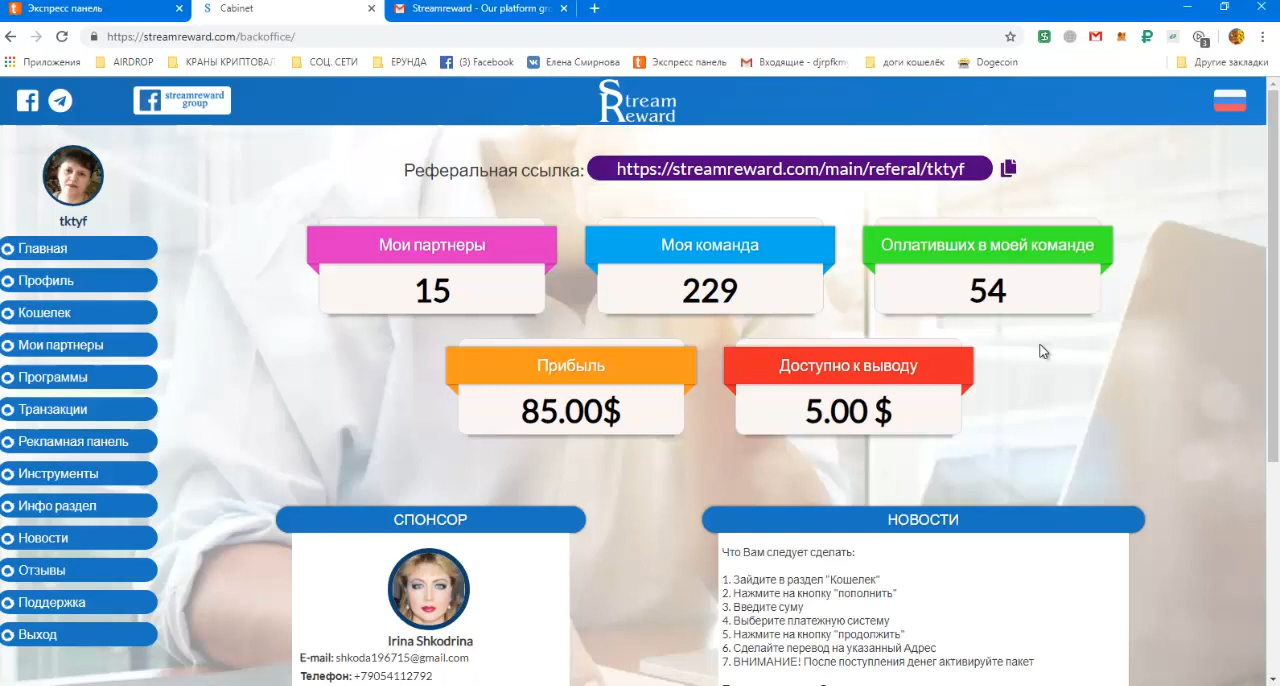 Экспресс панель
Cabinet
Streamreward - Our platform gro
https://streamreward.com/backoffice/
Приложения
AIRDROP
КРАНЫ КРИПТОВАЛ
СОЦ. СЕТИ
ЕРУНДА
(3) Facebook
Елена Смирнова
Экспресс панель
Входящие - djrpfkm
доги кошелёк
Dogecoin
Другие закладки
streamreward
group
Stream
Reward
Реферальная ссылка: https://streamreward.com/main/referal/tktyf
tktyf
Главная
Профиль
Кошелек
Мои партнеры
Программы
Транзакции
Рекламная панель
Инструменты
Инфо раздел
Новости
Отзывы
Поддержка
Выход
Мои партнеры
15
Моя команда
229
Оплативших в моей команде
54
Прибыль
85.00$
Доступно к выводу
5.00 $
СПОНСОР
Irina Shkodrina
E-mail: shkoda196715@gmail.com
Телефон: +79054112792
НОВОСТИ
Что Вам следует сделать:
1. Зайдите в раздел "Кошелек"
2. Нажмите на кнопку "пополнить"
3. Введите суму
4. Выберите платежную систему
5. Нажмите на кнопку "продолжить"
6. Сделайте перевод на указанный Адрес
7. ВНИМАНИЕ! После поступления денег активируйте пакет